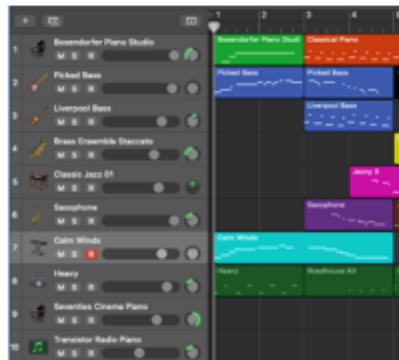 1 2 3 4
1 Bosendorfer Piano Studio
M S R
Bosendorfer Piano Studi
Classical Piano
2 Picked Bass
M S R
Picked Bass
Picked Bass
3 Liverpool Bass
M S R
Liverpool Bass
4 Brass Ensemble Staccato
M S R
5 Classic Jazz 01
M S R
Jenny 3
6 Saxophone
M S R
Saxophone
7 Calm Winds
M S R
Calm Winds
8 Heavy
M S R
Heavy
Roadhouse Kit
9 Seventies Cinema Piano
M S R
10 Transistor Radio Piano
M S R